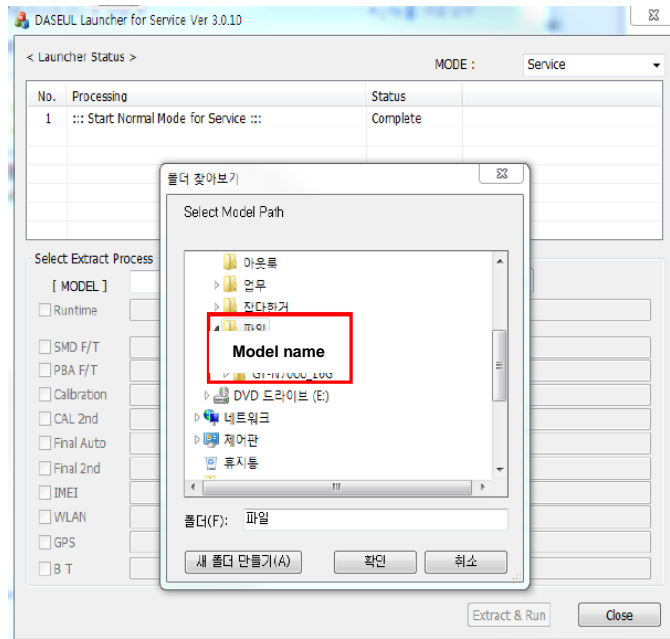 DASEUL Launcher for Service Ver 3.0.10
< Launcher Status >
MODE :
Service
No. Processing Status
1 ::: Start Normal Mode for Service ::: Complete
폴더 찾아보기
Select Model Path
아웃룩
업무
잡다한거
파일
Model name
GT-N7000_16G
DVD 드라이브 (E:)
네트워크
제어판
휴지통
폴더(F): 파일
새 폴더 만들기(A) 확인 취소
Select Extract Process
[ MODEL ]
Runtime
SMD F/T
PBA F/T
Calbration
CAL 2nd
Final Auto
Final 2nd
IMEI
WLAN
GPS
B T
Extract & Run Close